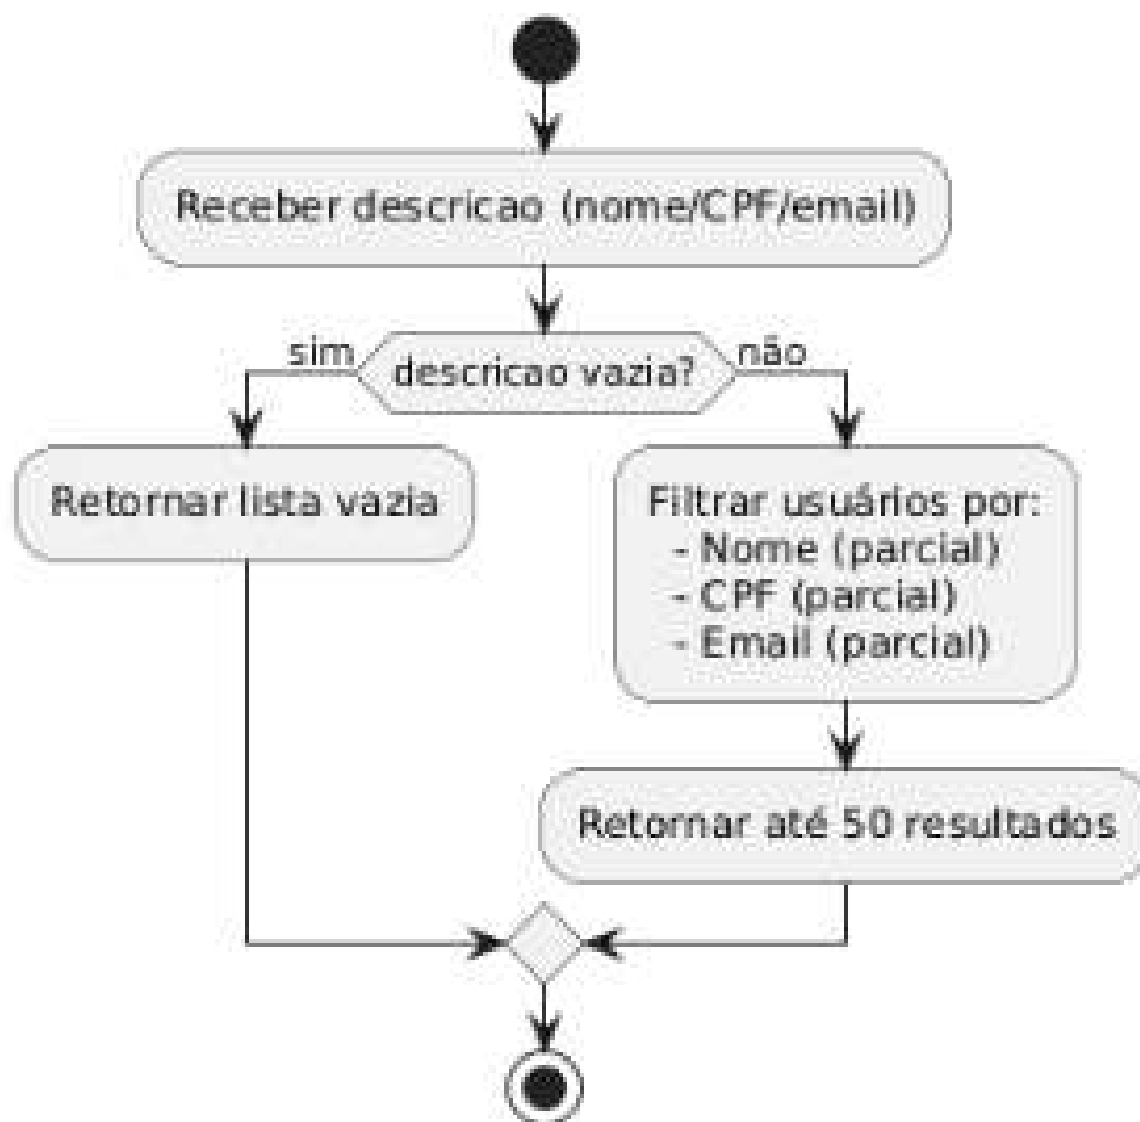 Receber descricao (nome/CPF/email)
sim
descricao vazia?
não
Retornar lista vazia
Filtrar usuários por:
- Nome (parcial)
- CPF (parcial)
- Email (parcial)
Retornar até 50 resultados